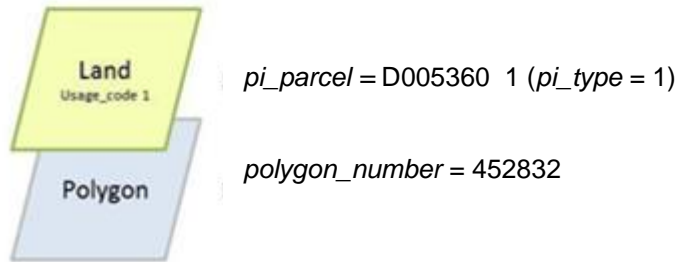 Land
Usage_code 1
pi_parcel = D005360  1 (pi_type = 1)
Polygon
polygon_number = 452832